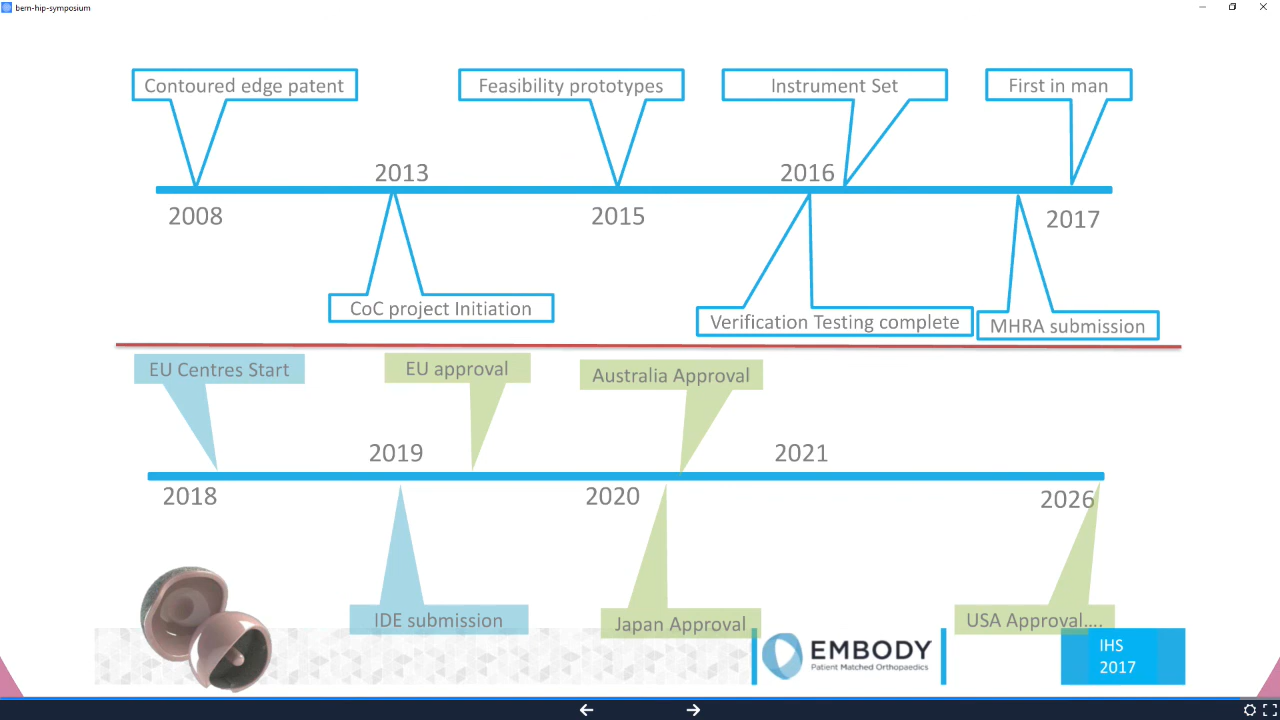 bern-hip-symposium
Contoured edge patent
Feasibility prototypes
Instrument Set
First in man
2013
2016
2008
2015
2017
CoC project Initiation
Verification Testing complete
MHRA submission
EU Centres Start
EU approval
Australia Approval
2019
2021
2018
2020
2026
IDE submission
Japan Approval
USA Approval....
EMBODY
Patient Matched Orthopaedics
IHS
2017